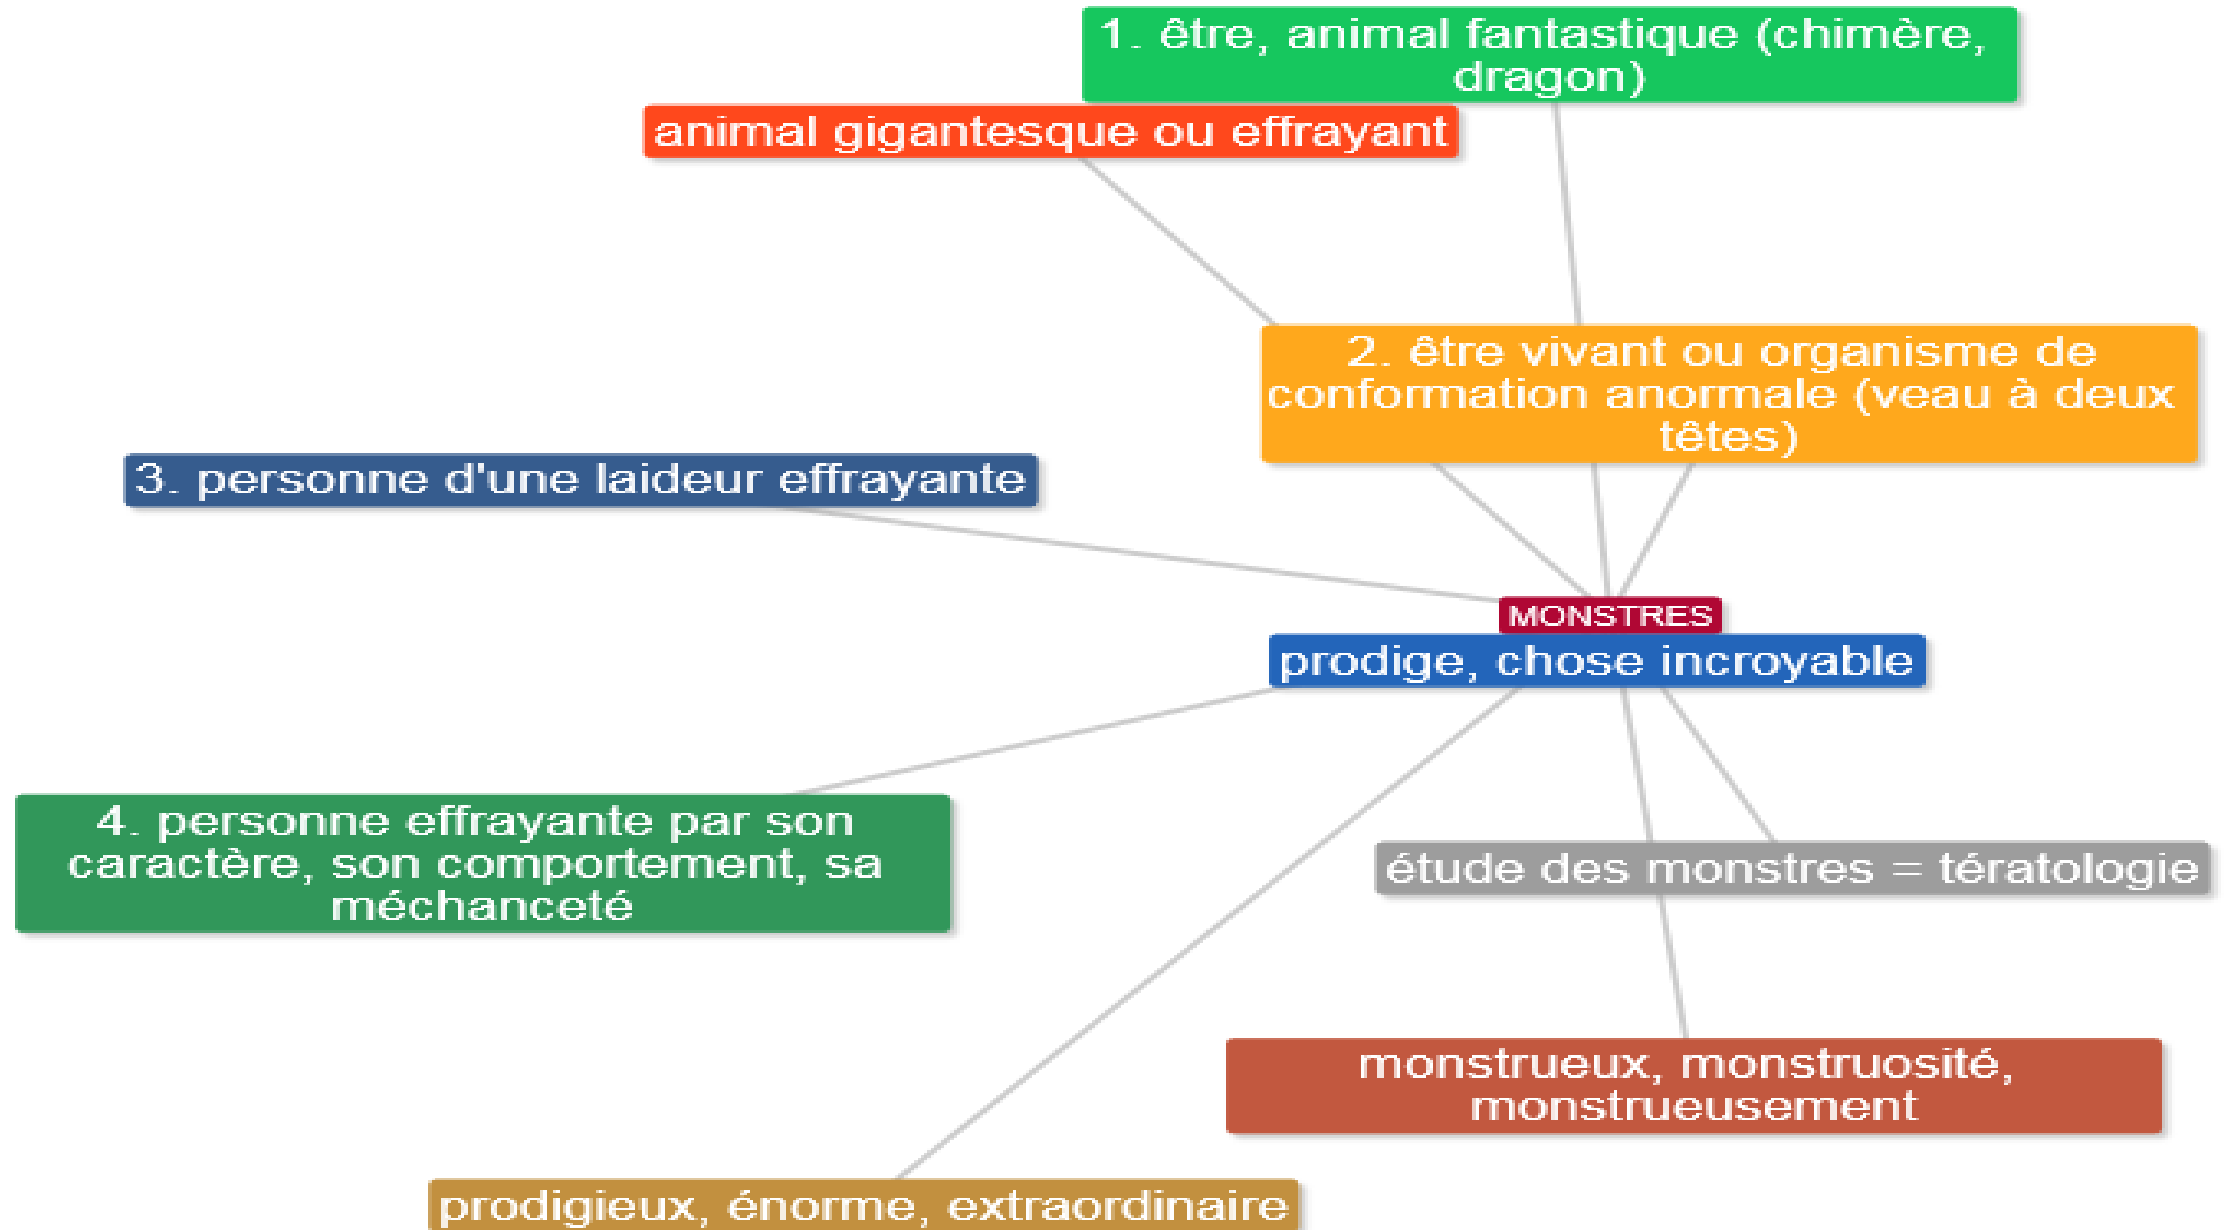 1. être, animal fantastique (chimère,
dragon)
animal gigantesque ou effrayant
2. être vivant ou organisme de
conformation anormale (veau à deux
têtes)
3. personne d'une laideur effrayante
MONSTRES
prodige, chose incroyable
4. personne effrayante par son
caractère, son comportement, sa
méchanceté
étude des monstres = tératologie
monstrueux, monstruosité,
monstrueusement
prodigieux, énorme, extraordinaire